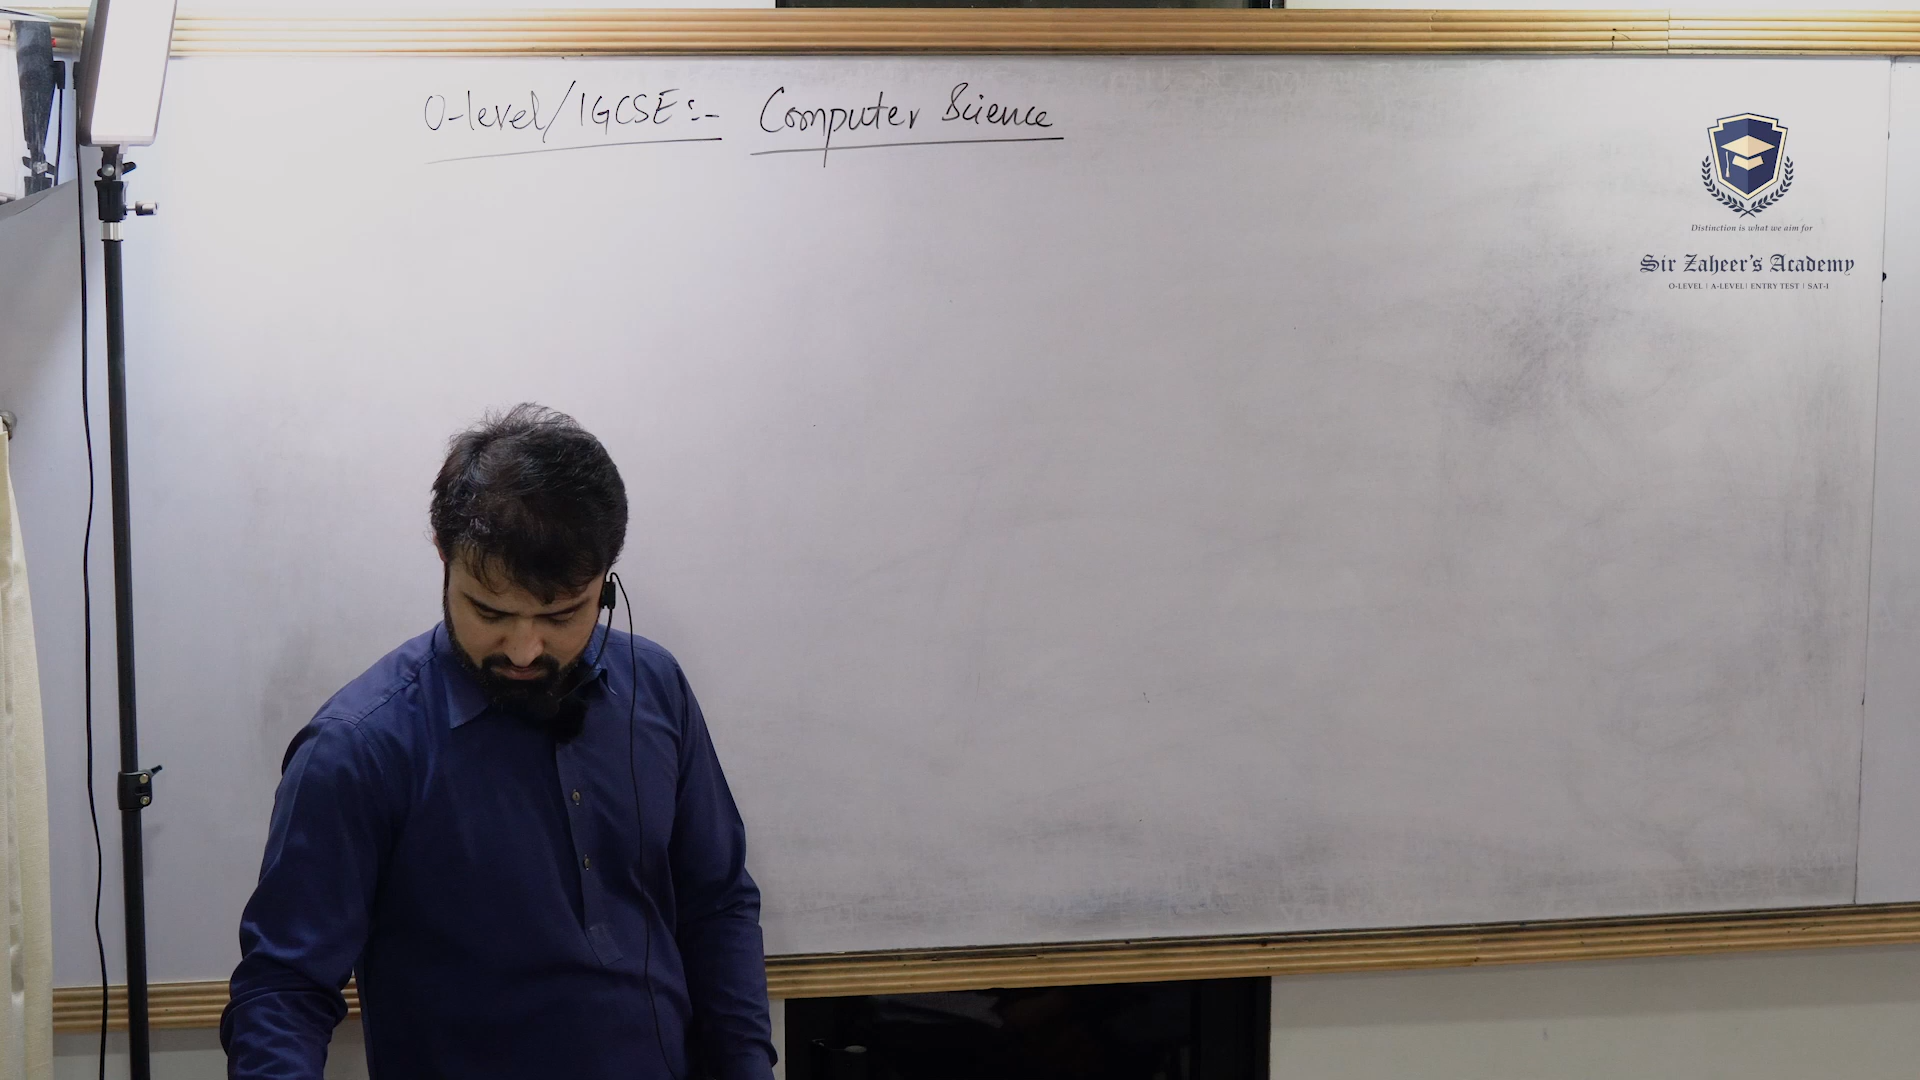 O-level/IGCSE:- Computer Science
Distinction is what we aim for
Sir Zaheer's Academy
O-LEVEL | A-LEVEL | ENTRY TEST | SAT-I